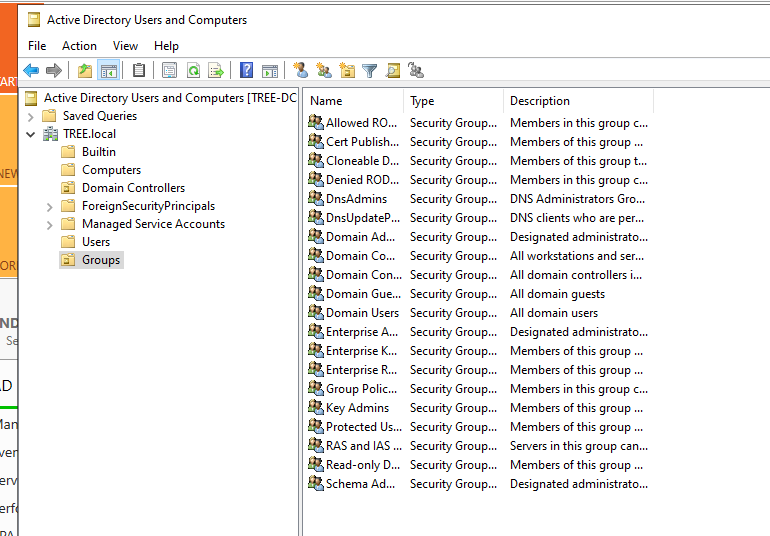 Active Directory Users and Computers
File Action View Help
Active Directory Users and Computers [TREE-DC
Saved Queries
TREE.local
Builtin
Computers
Domain Controllers
ForeignSecurityPrincipals
Managed Service Accounts
Users
Groups
Name Type Description
Allowed RO... Security Group... Members in this group c...
Cert Publish... Security Group... Members of this group ...
Cloneable D... Security Group... Members of this group t...
Denied ROD... Security Group... Members in this group c...
DnsAdmins Security Group... DNS Administrators Gro...
DnsUpdateP... Security Group... DNS clients who are per...
Domain Ad... Security Group... Designated administrato...
Domain Co... Security Group... All workstations and ser...
Domain Con... Security Group... All domain controllers i...
Domain Gue... Security Group... All domain guests
Domain Users Security Group... All domain users
Enterprise A... Security Group... Designated administrato...
Enterprise K... Security Group... Members of this group ...
Enterprise R... Security Group... Members of this group ...
Group Polic... Security Group... Members in this group c...
Key Admins Security Group... Members of this group ...
Protected Us... Security Group... Members of this group ...
RAS and IAS ... Security Group... Servers in this group can...
Read-only D... Security Group... Members of this group ...
Schema Ad... Security Group... Designated administrato...